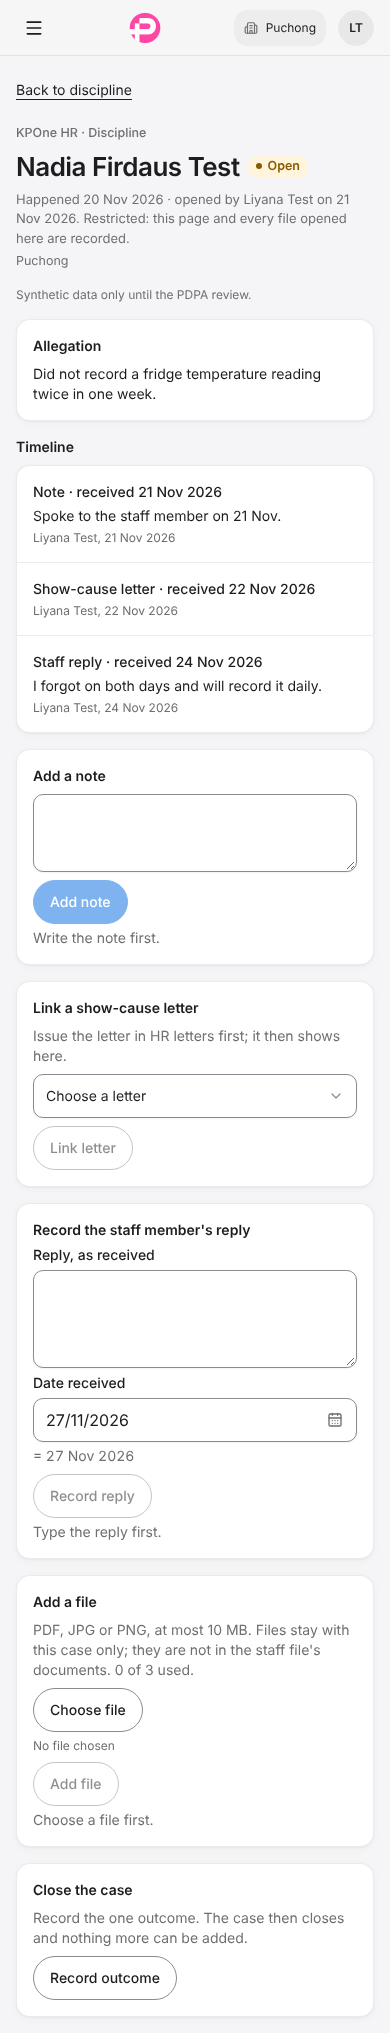 Puchong
LT
Back to discipline
KPOne HR · Discipline
Nadia Firdaus Test
Open
Happened 20 Nov 2026 · opened by Liyana Test on 21
Nov 2026. Restricted: this page and every file opened
here are recorded.
Puchong
Synthetic data only until the PDPA review.
Allegation
Did not record a fridge temperature reading
twice in one week.
Timeline
Note · received 21 Nov 2026
Spoke to the staff member on 21 Nov.
Liyana Test, 21 Nov 2026
Show-cause letter · received 22 Nov 2026
Liyana Test, 22 Nov 2026
Staff reply · received 24 Nov 2026
I forgot on both days and will record it daily.
Liyana Test, 24 Nov 2026
Add a note
Add note
Write the note first.
Link a show-cause letter
Issue the letter in HR letters first; it then shows
here.
Choose a letter
Link letter
Record the staff member's reply
Reply, as received
Date received
27/11/2026
= 27 Nov 2026
Record reply
Type the reply first.
Add a file
PDF, JPG or PNG, at most 10 MB. Files stay with
this case only; they are not in the staff file's
documents. 0 of 3 used.
Choose file
No file chosen
Add file
Choose a file first.
Close the case
Record the one outcome. The case then closes
and nothing more can be added.
Record outcome